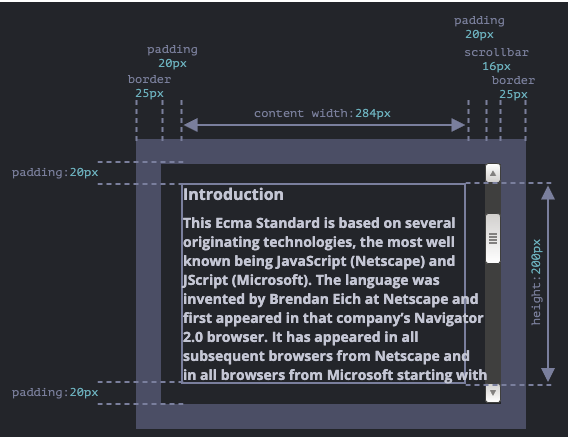 padding
20px
padding
20px
scrollbar
16px
border
25px
border
25px
content width:284px
padding:20px
Introduction
This Ecma Standard is based on several
originating technologies, the most well
known being JavaScript (Netscape) and
JScript (Microsoft). The language was
invented by Brendan Eich at Netscape and
first appeared in that company’s Navigator
2.0 browser. It has appeared in all
subsequent browsers from Netscape and
in all browsers from Microsoft starting with
height:200px
padding:20px